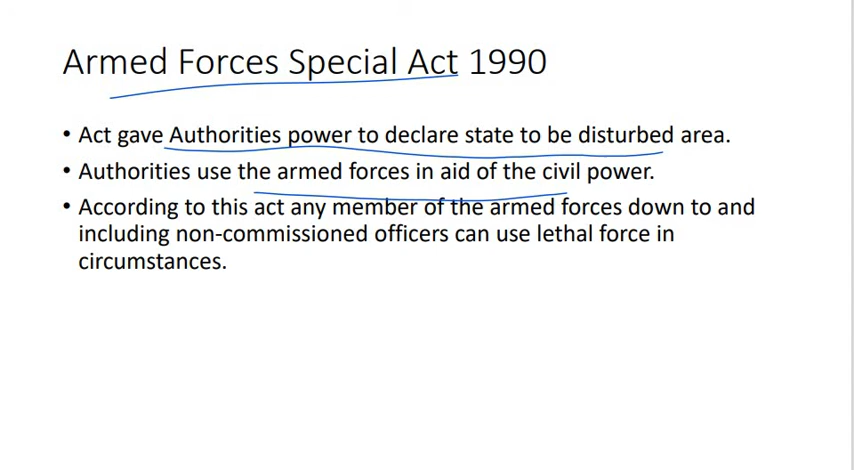 Armed Forces Special Act 1990
• Act gave Authorities power to declare state to be disturbed area.
• Authorities use the armed forces in aid of the civil power.
• According to this act any member of the armed forces down to and
including non-commissioned officers can use lethal force in
circumstances.